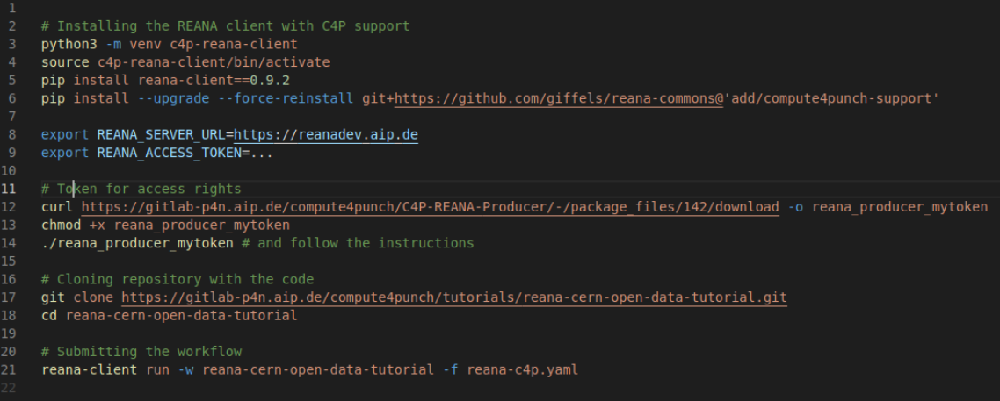 1
2 # Installing the REANA client with C4P support
3 python3 -m venv c4p-reana-client
4 source c4p-reana-client/bin/activate
5 pip install reana-client==0.9.2
6 pip install --upgrade --force-reinstall git+https://github.com/giffels/reana-commons@'add/compute4punch-support'
7
8 export REANA_SERVER_URL=https://reanadev.aip.de
9 export REANA_ACCESS_TOKEN=...
10
11 # Token for access rights
12 curl https://gitlab-p4n.aip.de/compute4punch/C4P-REANA-Producer/-/package_files/142/download -o reana_producer_mytoken
13 chmod +x reana_producer_mytoken
14 ./reana_producer_mytoken # and follow the instructions
15
16 # Cloning repository with the code
17 git clone https://gitlab-p4n.aip.de/compute4punch/tutorials/reana-cern-open-data-tutorial.git
18 cd reana-cern-open-data-tutorial
19
20 # Submitting the workflow
21 reana-client run -w reana-cern-open-data-tutorial -f reana-c4p.yaml
22